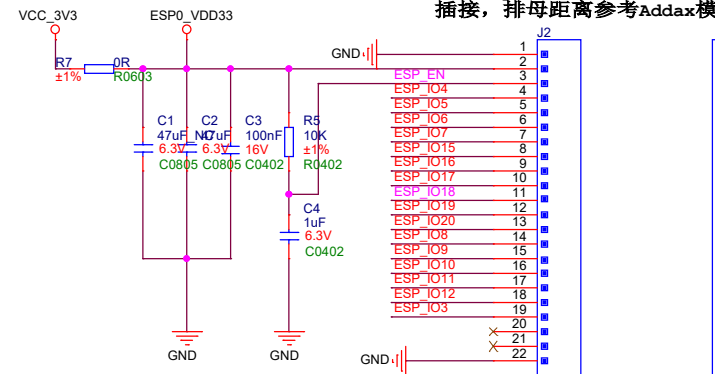 插接，排母距离参考Addax模
VCC_3V3
ESP0_VDD33
J2
GND
R7
0R
±1%
R0603
C1
47uF
6.3V
C0805
C2
NC
47uF
6.3V
C0805
C3
100nF
16V
C0402
R5
10K
±1%
R0402
C4
1uF
6.3V
C0402
GND
GND
1
2
ESP_EN 3
ESP_IO4 4
ESP_IO5 5
ESP_IO6 6
ESP_IO7 7
ESP_IO15 8
ESP_IO16 9
ESP_IO17 10
ESP_IO18 11
ESP_IO19 12
ESP_IO20 13
ESP_IO8 14
ESP_IO9 15
ESP_IO10 16
ESP_IO11 17
ESP_IO12 18
ESP_IO3 19
20
21
GND 22